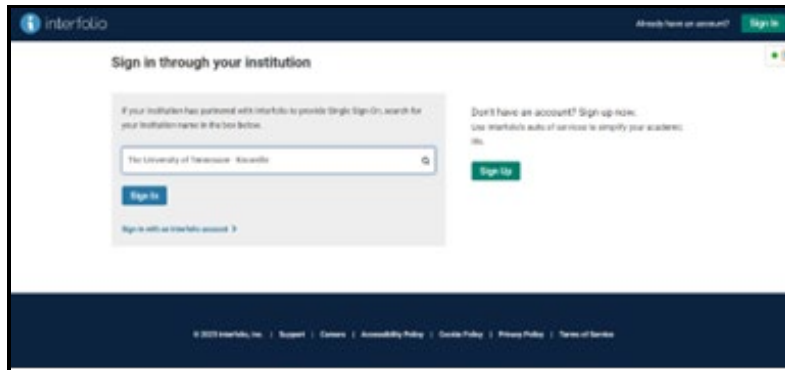 interfolio
Already have an account? Sign In
Sign in through your institution
If your institution has partnered with Interfolio to provide Single Sign-On, search for
your institution name in the box below.
The University of Tennessee - Knoxville
Sign In
Sign in with an Interfolio account >
Don't have an account? Sign up now.
Use Interfolio's suite of services to simplify your academic
life.
Sign Up
© 2025 Interfolio, Inc. | Support | Careers | Accessibility Policy | Cookie Policy | Privacy Policy | Terms of Service